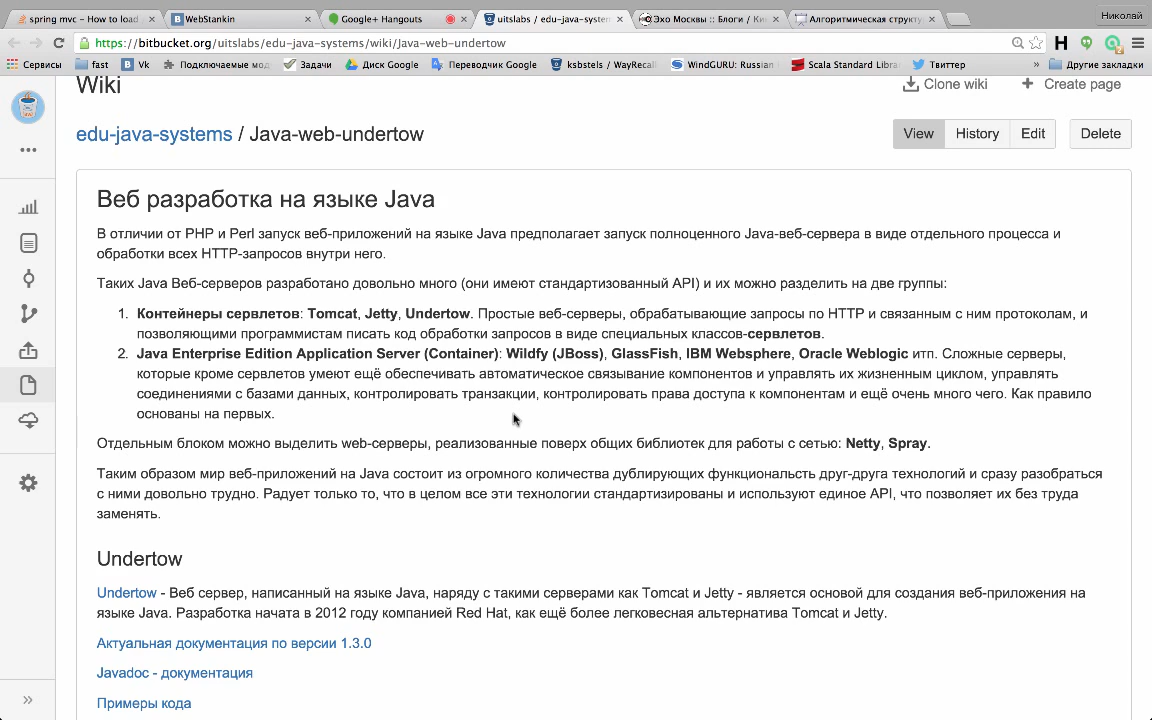 spring mvc - How to load
WebStankin
Google+ Hangouts
uitslabs / edu-java-system
Эхо Москвы :: Блоги /
Алгоритмическая структу
Николай
https://bitbucket.org/uitslabs/edu-java-systems/wiki/Java-web-undertow
Сервисы
fast
Vk
Подключаемые мод
Задачи
Диск Google
Переводчик Google
ksbstels / WayRecall
WindGURU: Russian
Scala Standard Libra
Твиттер
»
Другие закладки
Wiki
Clone wiki
+ Create page
edu-java-systems / Java-web-undertow
View
History
Edit
Delete
Веб разработка на языке Java
В отличии от PHP и Perl запуск веб-приложений на языке Java предполагает запуск полноценного Java-веб-сервера в виде отдельного процесса и
обработки всех HTTP-запросов внутри него.
Таких Java Веб-серверов разработано довольно много (они имеют стандартизованный API) и их можно разделить на две группы:
1. Контейнеры сервлетов: Tomcat, Jetty, Undertow. Простые веб-серверы, обрабатывающие запросы по HTTP и связанным с ним протоколам, и
позволяющими программистам писать код обработки запросов в виде специальных классов-сервлетов.
2. Java Enterprise Edition Application Server (Container): Wildfy (JBoss), GlassFish, IBM Websphere, Oracle Weblogic итп. Сложные серверы,
которые кроме сервлетов умеют ещё обеспечивать автоматическое связывание компонентов и управлять их жизненным циклом, управлять
соединениями с базами данных, контролировать транзакции, контролировать права доступа к компонентам и ещё очень много чего. Как правило
основаны на первых.
Отдельным блоком можно выделить web-серверы, реализованные поверх общих библиотек для работы с сетью: Netty, Spray.
Таким образом мир веб-приложений на Java состоит из огромного количества дублирующих функциональсть друг-друга технологий и сразу разобраться
с ними довольно трудно. Радует только то, что в целом все эти технологии стандартизированы и используют единое API, что позволяет их без труда
заменять.
Undertow
Undertow - Веб сервер, написанный на языке Java, наряду с такими серверами как Tomcat и Jetty - является основой для создания веб-приложения на
языке Java. Разработка начата в 2012 году компанией Red Hat, как ещё более легковесная альтернатива Tomcat и Jetty.
Актуальная документация по версии 1.3.0
Javadoc - документация
Примеры кода
»